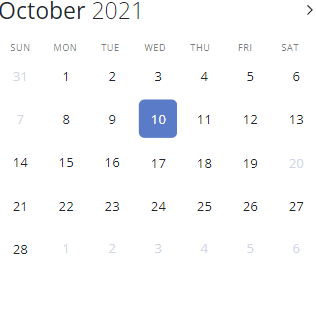 October 2021
SUN MON TUE WED THU FRI SAT
31 1 2 3 4 5 6
7 8 9 10 11 12 13
14 15 16 17 18 19 20
21 22 23 24 25 26 27
28 1 2 3 4 5 6